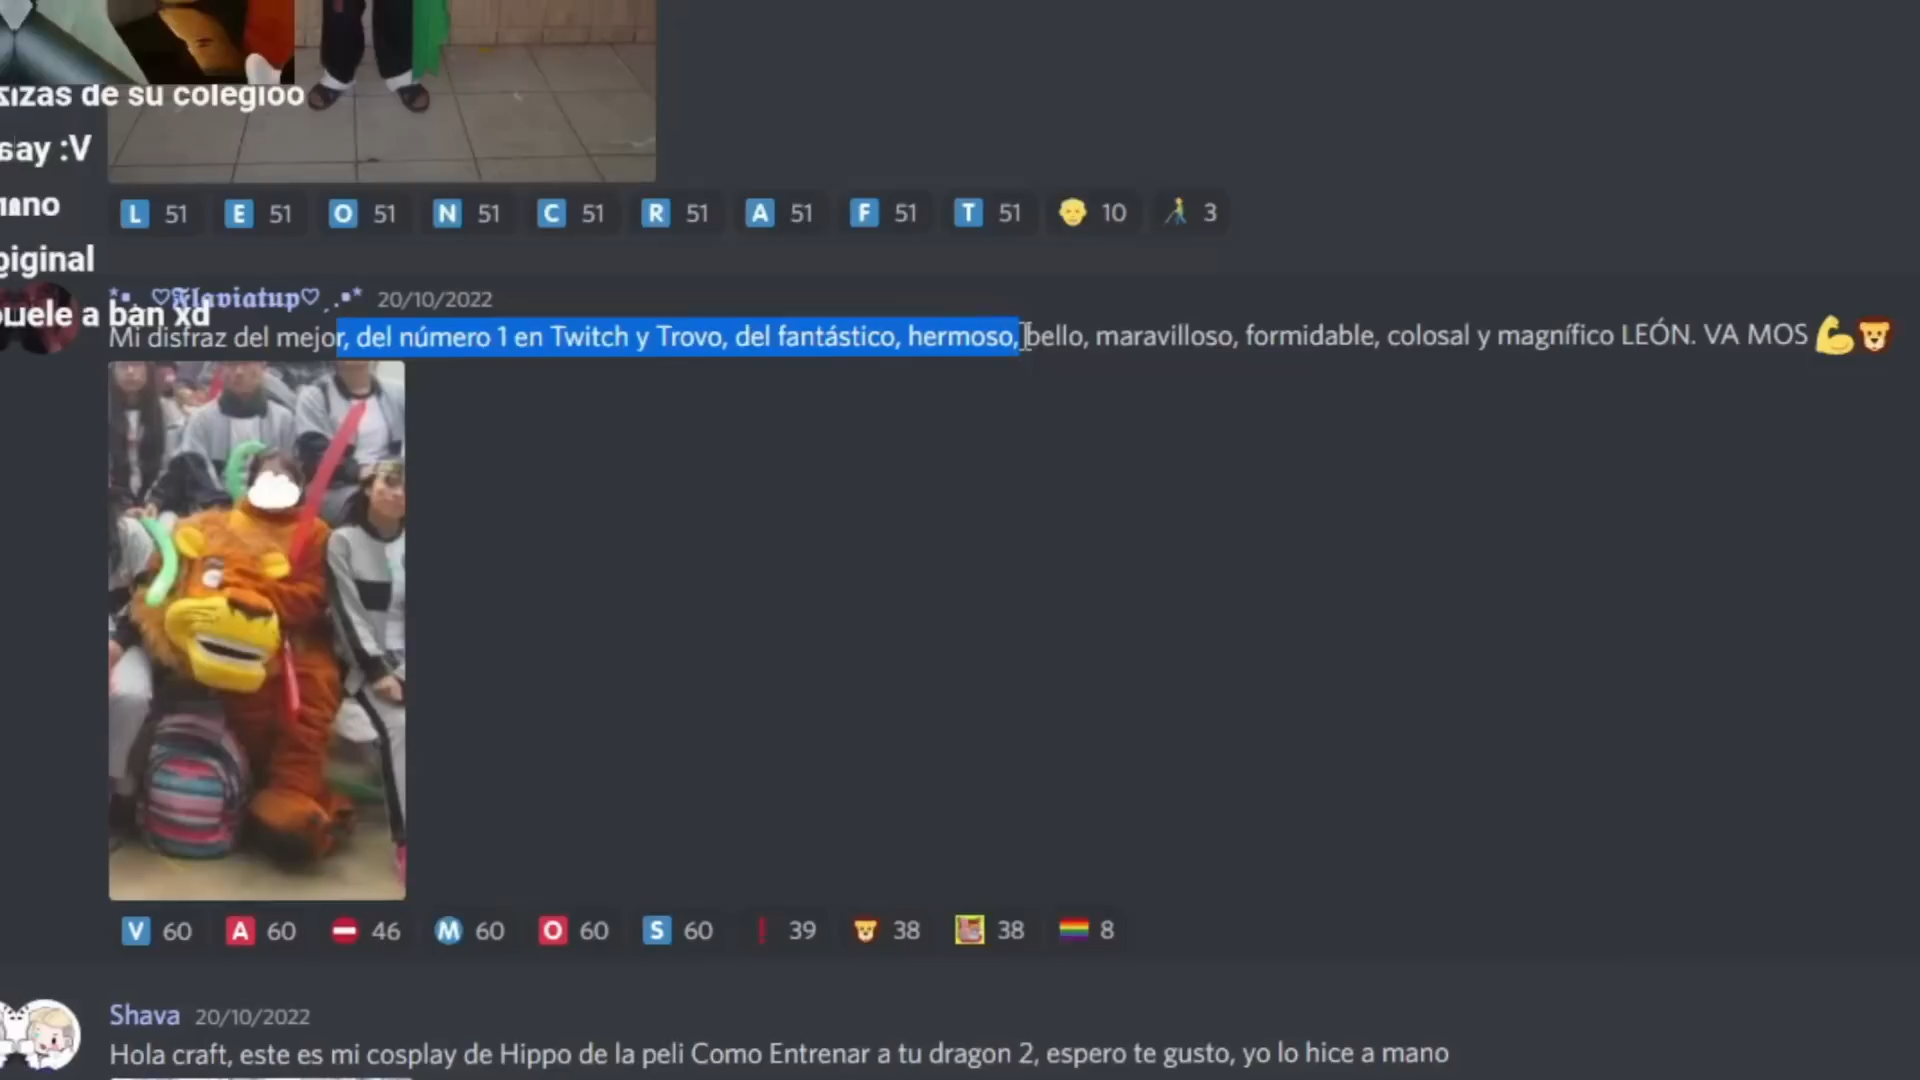 de su colegioo
say :V
L 51 E 51 O 51 N 51 C 51 R 51 A 51 F 51 T 51 10 3
*▪ ♡𝕱𝖑𝖆𝖛𝖎𝖆𝖙𝖚𝖕♡ .▪* 20/10/2022
a ban xd
Mi disfraz del mejor, del número 1 en Twitch y Trovo, del fantástico, hermoso, bello, maravilloso, formidable, colosal y magnífico LEÓN. VA MOS 💪🦁
V 60 A 60 ⛔ 46 M 60 O 60 S 60 ❗ 39 🦁 38 38 🏳️‍🌈 8
Shava 20/10/2022
Hola craft, este es mi cosplay de Hippo de la peli Como Entrenar a tu dragon 2, espero te gusto, yo lo hice a mano